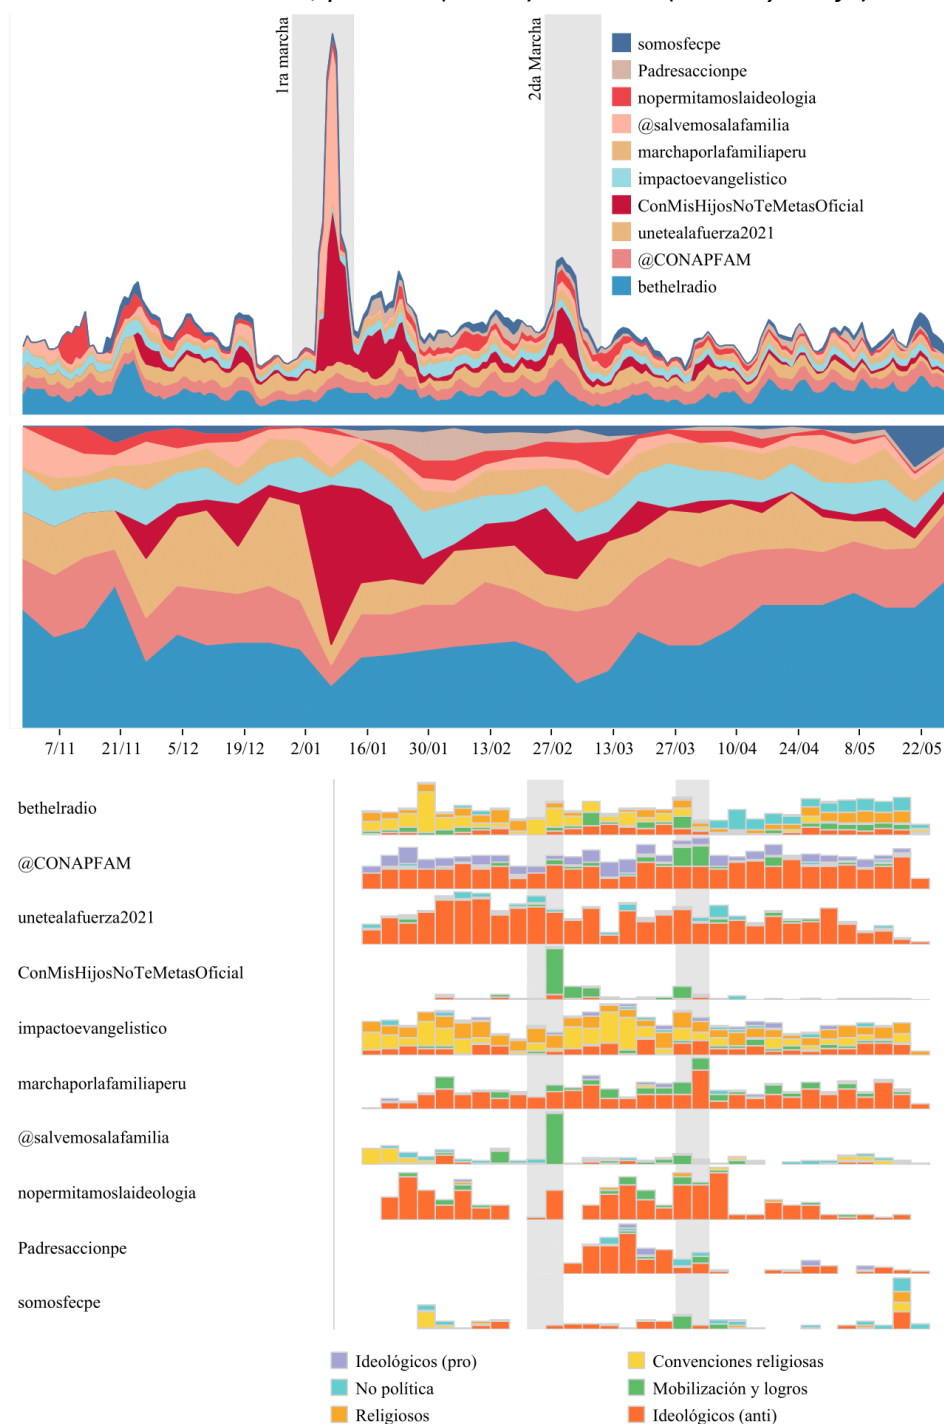 1ra marcha
2da Marcha
somosfecpe
Padresaccionpe
nopermitamoslaideologia
@salvemosalafamilia
marchaporlafamiliaperu
impactoevangelistico
ConMisHijosNoTeMetasOficial
unetealafuerza2021
@CONAPFAM
bethelradio
7/11 21/11 5/12 19/12 2/01 16/01 30/01 13/02 27/02 13/03 27/03 10/04 24/04 8/05 22/05
bethelradio
@CONAPFAM
unetealafuerza2021
ConMisHijosNoTeMetasOficial
impactoevangelistico
marchaporlafamiliaperu
@salvemosalafamilia
nopermitamoslaideologia
Padresaccionpe
somosfecpe
Ideológicos (pro) Convenciones religiosas
No política Mobilización y logros
Religiosos Ideológicos (anti)